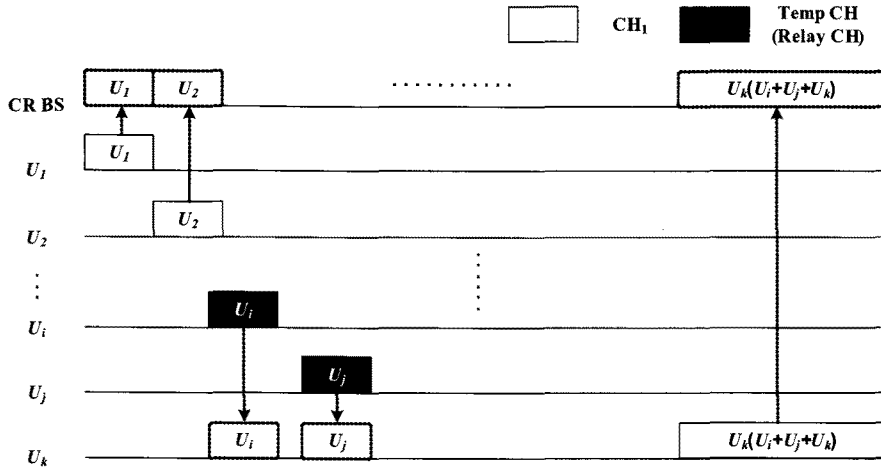 CH₁
Temp CH
(Relay CH)
CR BS
U₁
U₂
..........
Uₖ(Uᵢ+Uⱼ+Uₖ)
U₁
U₁
U₂
U₂
⋮
⋮
Uᵢ
Uᵢ
Uⱼ
Uⱼ
Uᵢ
Uⱼ
Uₖ(Uᵢ+Uⱼ+Uₖ)
Uₖ